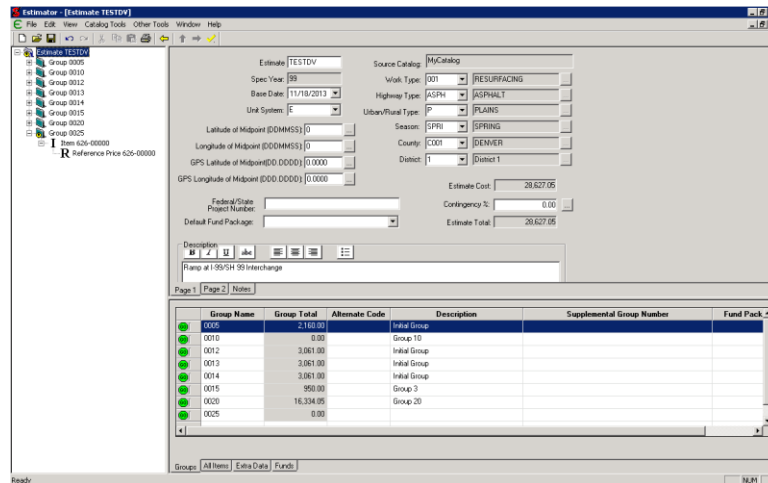 Estimator - [Estimate TESTDV]
File Edit View Catalog Tools Other Tools Window Help
Estimate TESTDV
Group 0005
Group 0010
Group 0012
Group 0013
Group 0014
Group 0015
Group 0020
Group 0025
I Item 626-00000
R Reference Price 626-00000
Estimate TESTDV
Spec Year: 99
Base Date: 11/18/2013
Unit System: E
Latitude of Midpoint (DDMMSS): 0
Longitude of Midpoint (DDDMMSS): 0
GPS Latitude of Midpoint(DD.DDDD): 0.0000
GPS Longitude of Midpoint (DDD.DDDD): 0.0000
Federal/State
Project Number:
Default Fund Package:
Source Catalog: MyCatalog
Work Type: 001 RESURFACING
Highway Type: ASPH ASPHALT
Urban/Rural Type: P PLAINS
Season: SPRI SPRING
County: C001 DENVER
District: 1 District 1
Estimate Cost: 28,627.05
Contingency %: 0.00
Estimate Total: 28,627.05
Description
B I U abc
Ramp at I-99/SH 99 Interchange
Page 1 Page 2 Notes
Group Name Group Total Alternate Code Description Supplemental Group Number Fund Pack
0005 2,160.00 Initial Group
0010 0.00 Group 10
0012 3,061.00 Initial Group
0013 3,061.00 Initial Group
0014 3,061.00 Initial Group
0015 950.00 Group 3
0020 16,334.05 Group 20
0025 0.00
Groups All Items Extra Data Funds
Ready NUM